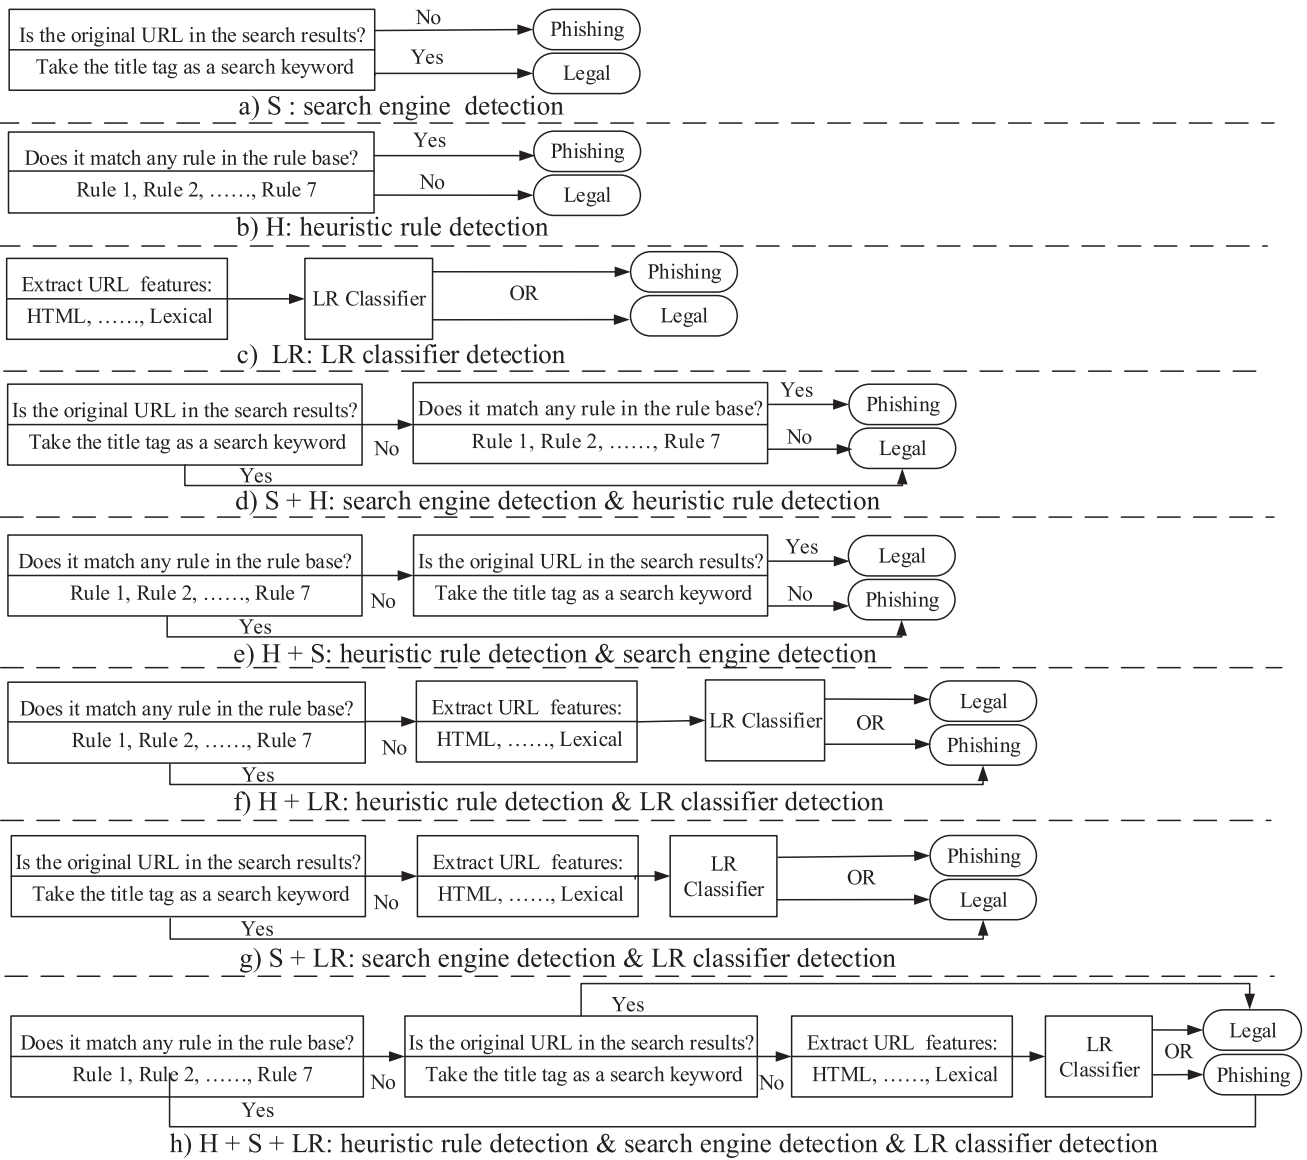 No
Is the original URL in the search results?
Phishing
Yes
Take the title tag as a search keyword
Legal
a) S : search engine detection
Yes
Does it match any rule in the rule base?
Phishing
No
Rule 1, Rule 2, ……, Rule 7
Legal
b) H: heuristic rule detection
Extract URL features:
HTML, ……, Lexical
LR Classifier
Phishing
OR
Legal
c) LR: LR classifier detection
Is the original URL in the search results?
Take the title tag as a search keyword
No
Yes
Does it match any rule in the rule base?
Rule 1, Rule 2, ……, Rule 7
Yes
Phishing
No
Legal
d) S + H: search engine detection & heuristic rule detection
Does it match any rule in the rule base?
Rule 1, Rule 2, ……, Rule 7
No
Yes
Is the original URL in the search results?
Take the title tag as a search keyword
Yes
Legal
No
Phishing
e) H + S: heuristic rule detection & search engine detection
Does it match any rule in the rule base?
Rule 1, Rule 2, ……, Rule 7
No
Yes
Extract URL features:
HTML, ……, Lexical
LR Classifier
Legal
OR
Phishing
f) H + LR: heuristic rule detection & LR classifier detection
Is the original URL in the search results?
Take the title tag as a search keyword
No
Yes
Extract URL features:
HTML, ……, Lexical
LR
Classifier
Phishing
OR
Legal
g) S + LR: search engine detection & LR classifier detection
Yes
Does it match any rule in the rule base?
Rule 1, Rule 2, ……, Rule 7
No
Yes
Is the original URL in the search results?
Take the title tag as a search keyword
No
Extract URL features:
HTML, ……, Lexical
LR
Classifier
Legal
OR
Phishing
h) H + S + LR: heuristic rule detection & search engine detection & LR classifier detection